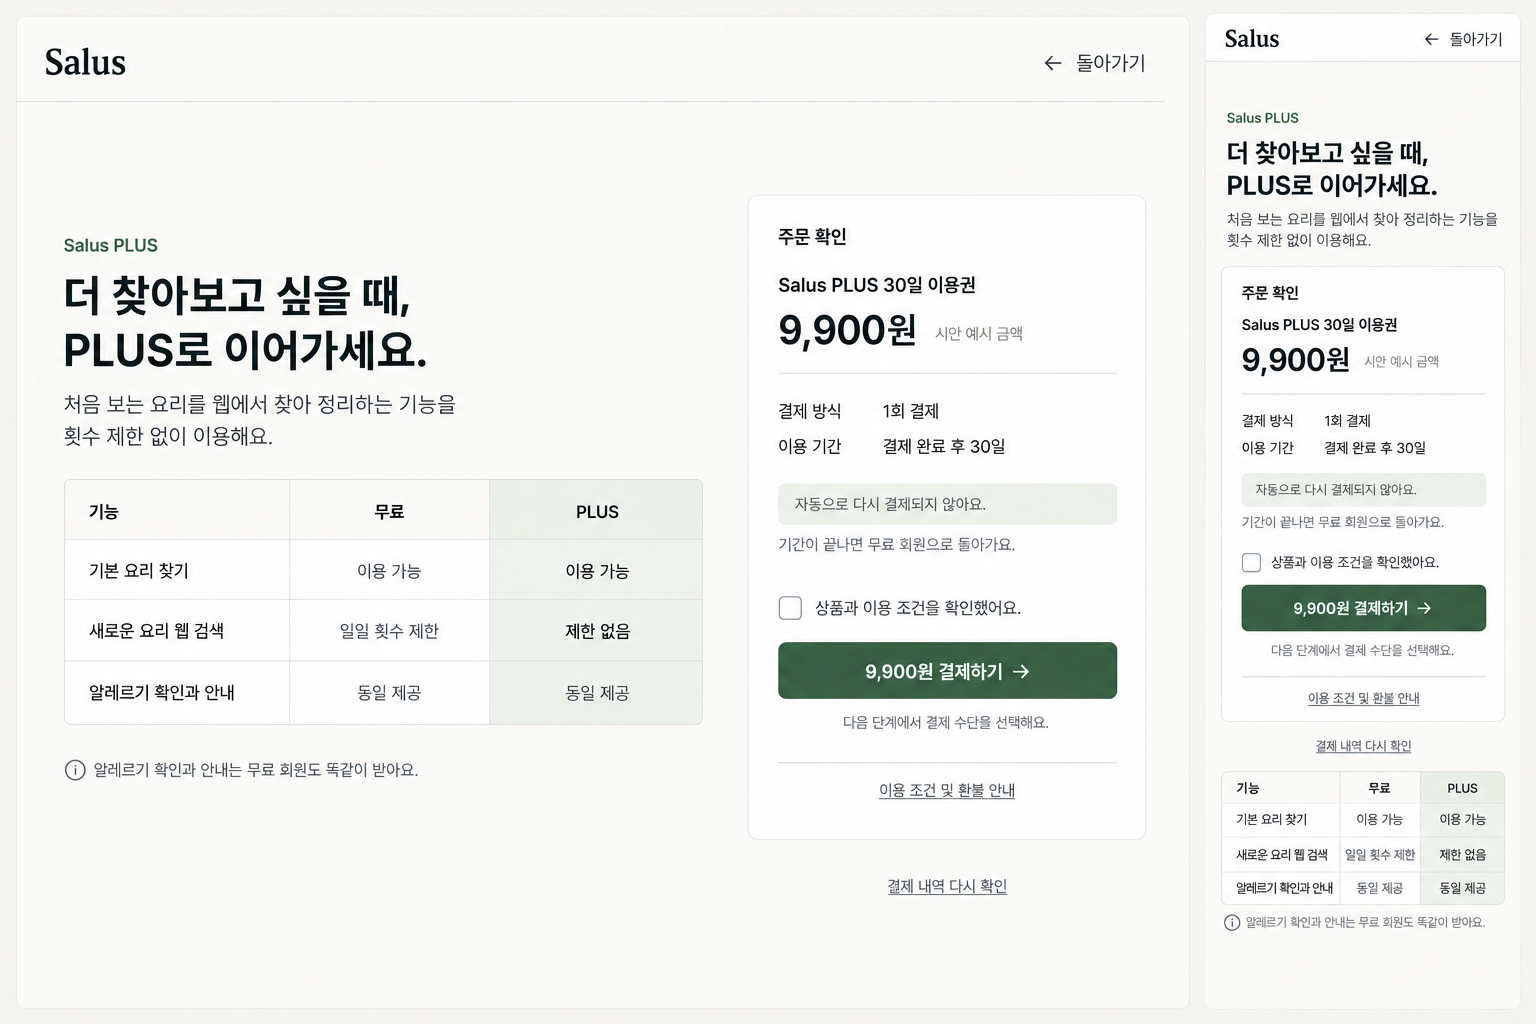 Salus
← 돌아가기
Salus PLUS
더 찾아보고 싶을 때,
PLUS로 이어가세요.
처음 보는 요리를 웹에서 찾아 정리하는 기능을
횟수 제한 없이 이용해요.
기능 무료 PLUS
기본 요리 찾기 이용 가능 이용 가능
새로운 요리 웹 검색 일일 횟수 제한 제한 없음
알레르기 확인과 안내 동일 제공 동일 제공
알레르기 확인과 안내는 무료 회원도 똑같이 받아요.
주문 확인
Salus PLUS 30일 이용권
9,900원 시안 예시 금액
결제 방식 1회 결제
이용 기간 결제 완료 후 30일
자동으로 다시 결제되지 않아요.
기간이 끝나면 무료 회원으로 돌아가요.
상품과 이용 조건을 확인했어요.
9,900원 결제하기 →
다음 단계에서 결제 수단을 선택해요.
이용 조건 및 환불 안내
결제 내역 다시 확인
Salus
← 돌아가기
Salus PLUS
더 찾아보고 싶을 때,
PLUS로 이어가세요.
처음 보는 요리를 웹에서 찾아 정리하는 기능을
횟수 제한 없이 이용해요.
주문 확인
Salus PLUS 30일 이용권
9,900원 시안 예시 금액
결제 방식 1회 결제
이용 기간 결제 완료 후 30일
자동으로 다시 결제되지 않아요.
기간이 끝나면 무료 회원으로 돌아가요.
상품과 이용 조건을 확인했어요.
9,900원 결제하기 →
다음 단계에서 결제 수단을 선택해요.
이용 조건 및 환불 안내
결제 내역 다시 확인
기능 무료 PLUS
기본 요리 찾기 이용 가능 이용 가능
새로운 요리 웹 검색 일일 횟수 제한 제한 없음
알레르기 확인과 안내 동일 제공 동일 제공
알레르기 확인과 안내는 무료 회원도 똑같이 받아요.